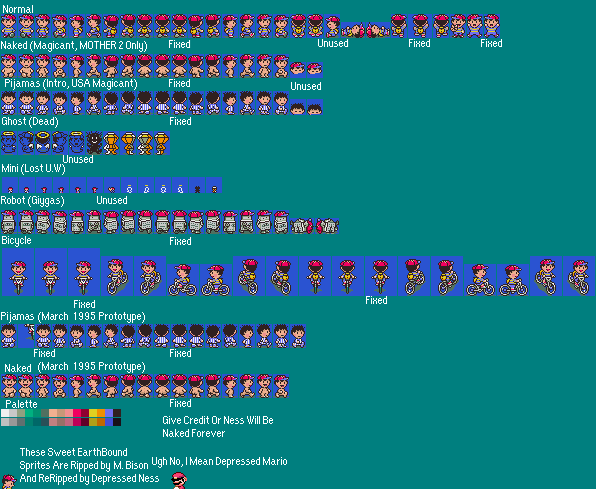 Normal
Naked (Magicant, MOTHER 2 Only) Fixed Unused Fixed Fixed
Pijamas (Intro, USA Magicant) Fixed Unused
Ghost (Dead) Fixed
Unused
Mini (Lost U.W)
Robot (Giygas) Unused
Bicycle Fixed
Fixed Fixed
Pijamas (March 1995 Prototype)
Fixed Fixed
Naked (March 1995 Prototype)
Palette Fixed
Give Credit Or Ness Will Be
Naked Forever
These Sweet EarthBound
Sprites Are Ripped by M. Bison
And ReRipped by Depressed Ness
Ugh No, I Mean Depressed Mario